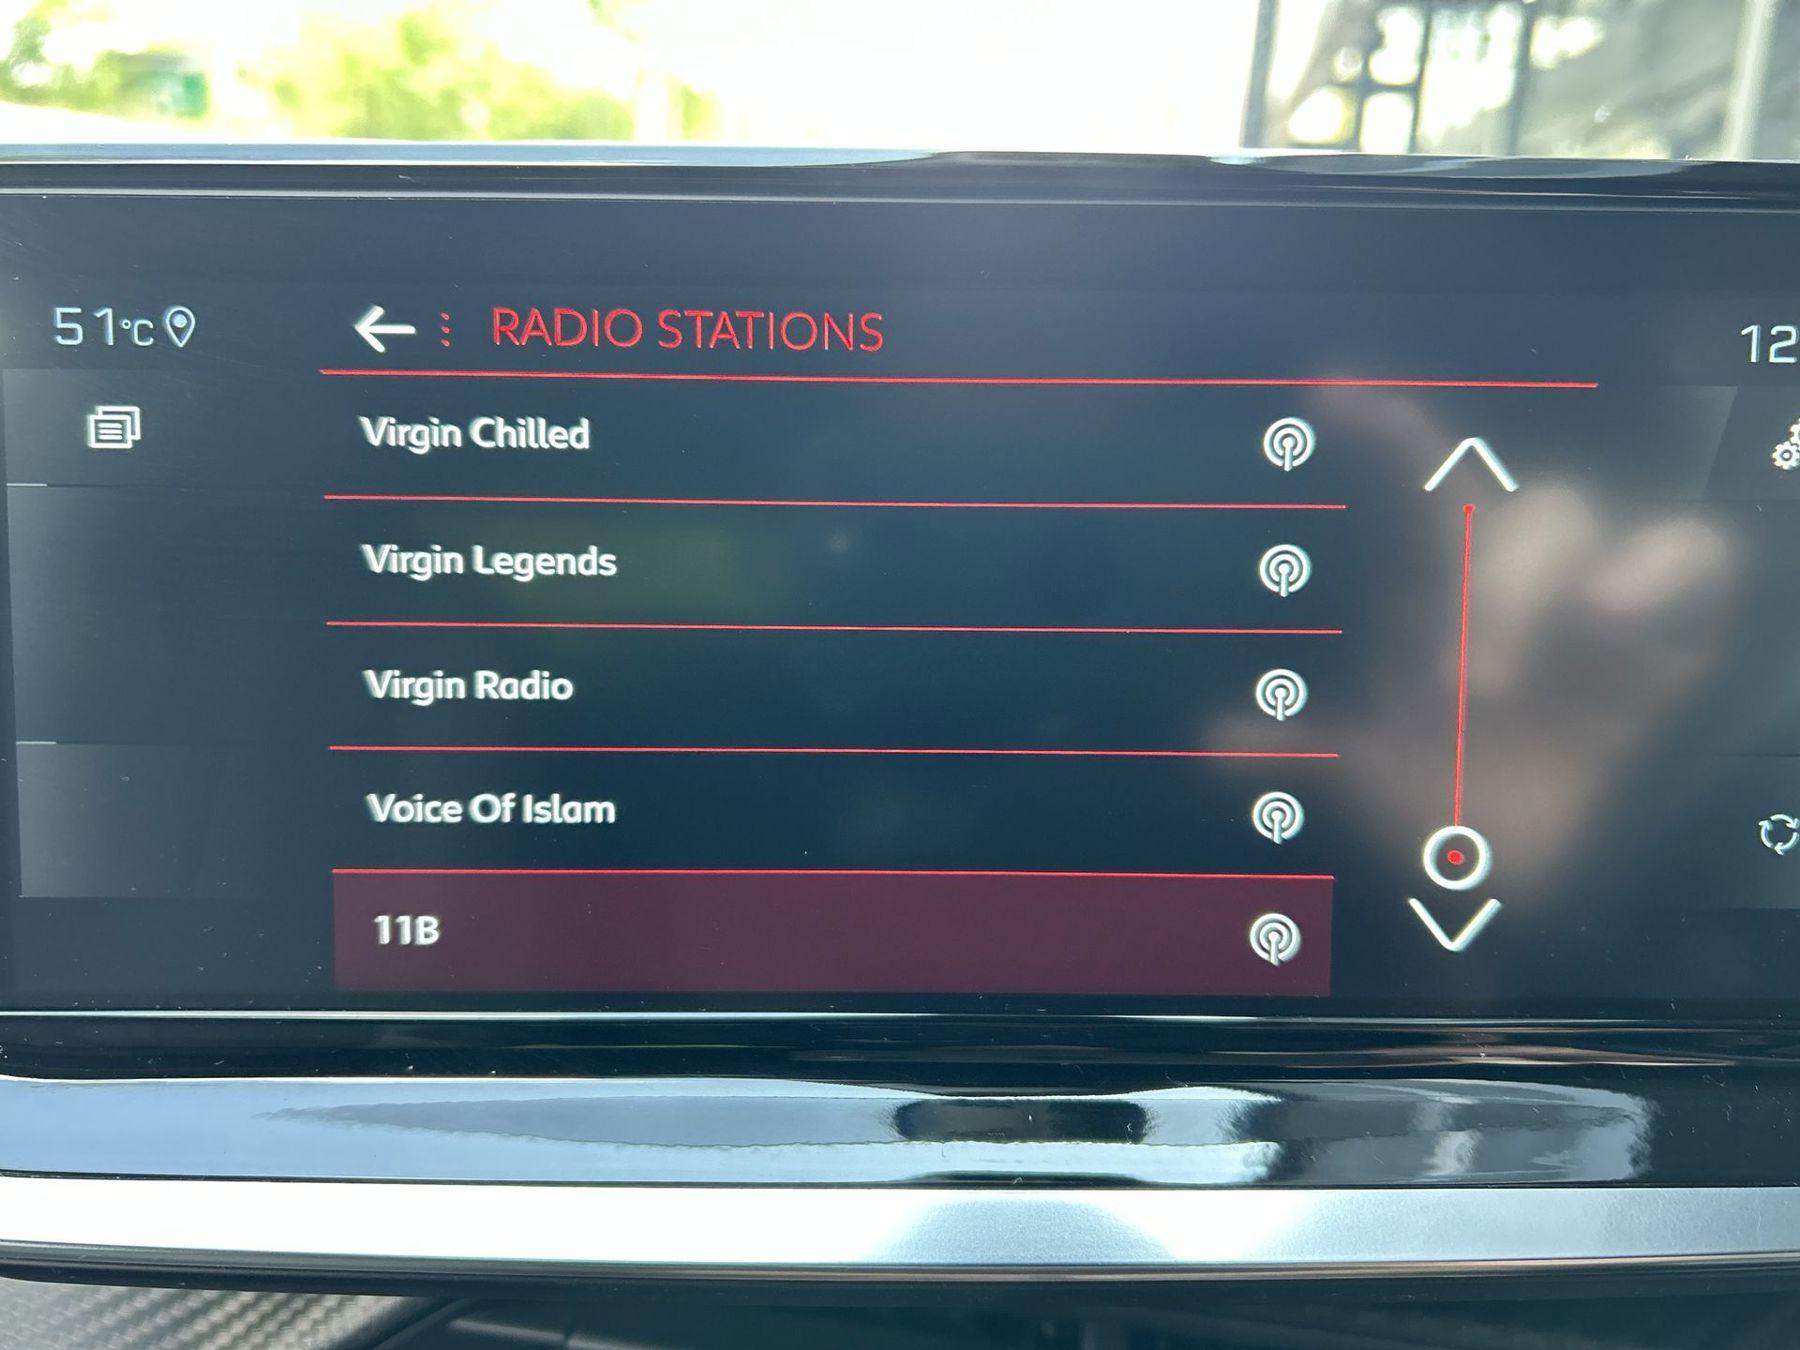 51°C
RADIO STATIONS
12
Virgin Chilled
Virgin Legends
Virgin Radio
Voice Of Islam
11B